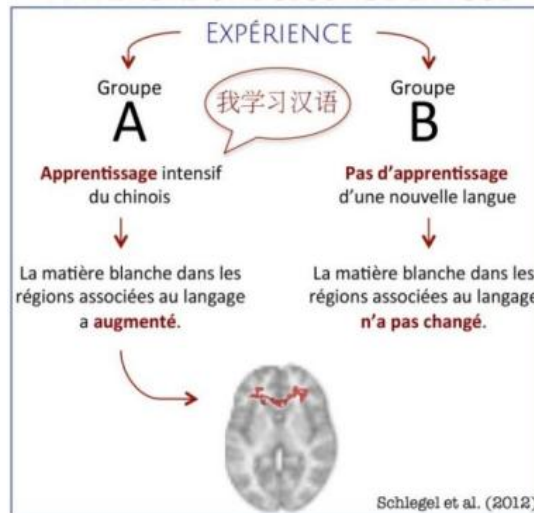 EXPÉRIENCE
Groupe
A
Apprentissage intensif
du chinois
La matière blanche dans les
régions associées au langage
a augmenté.
我学习汉语
Groupe
B
Pas d'apprentissage
d'une nouvelle langue
La matière blanche dans les
régions associées au langage
n'a pas changé.
Schlegel et al. (2012)